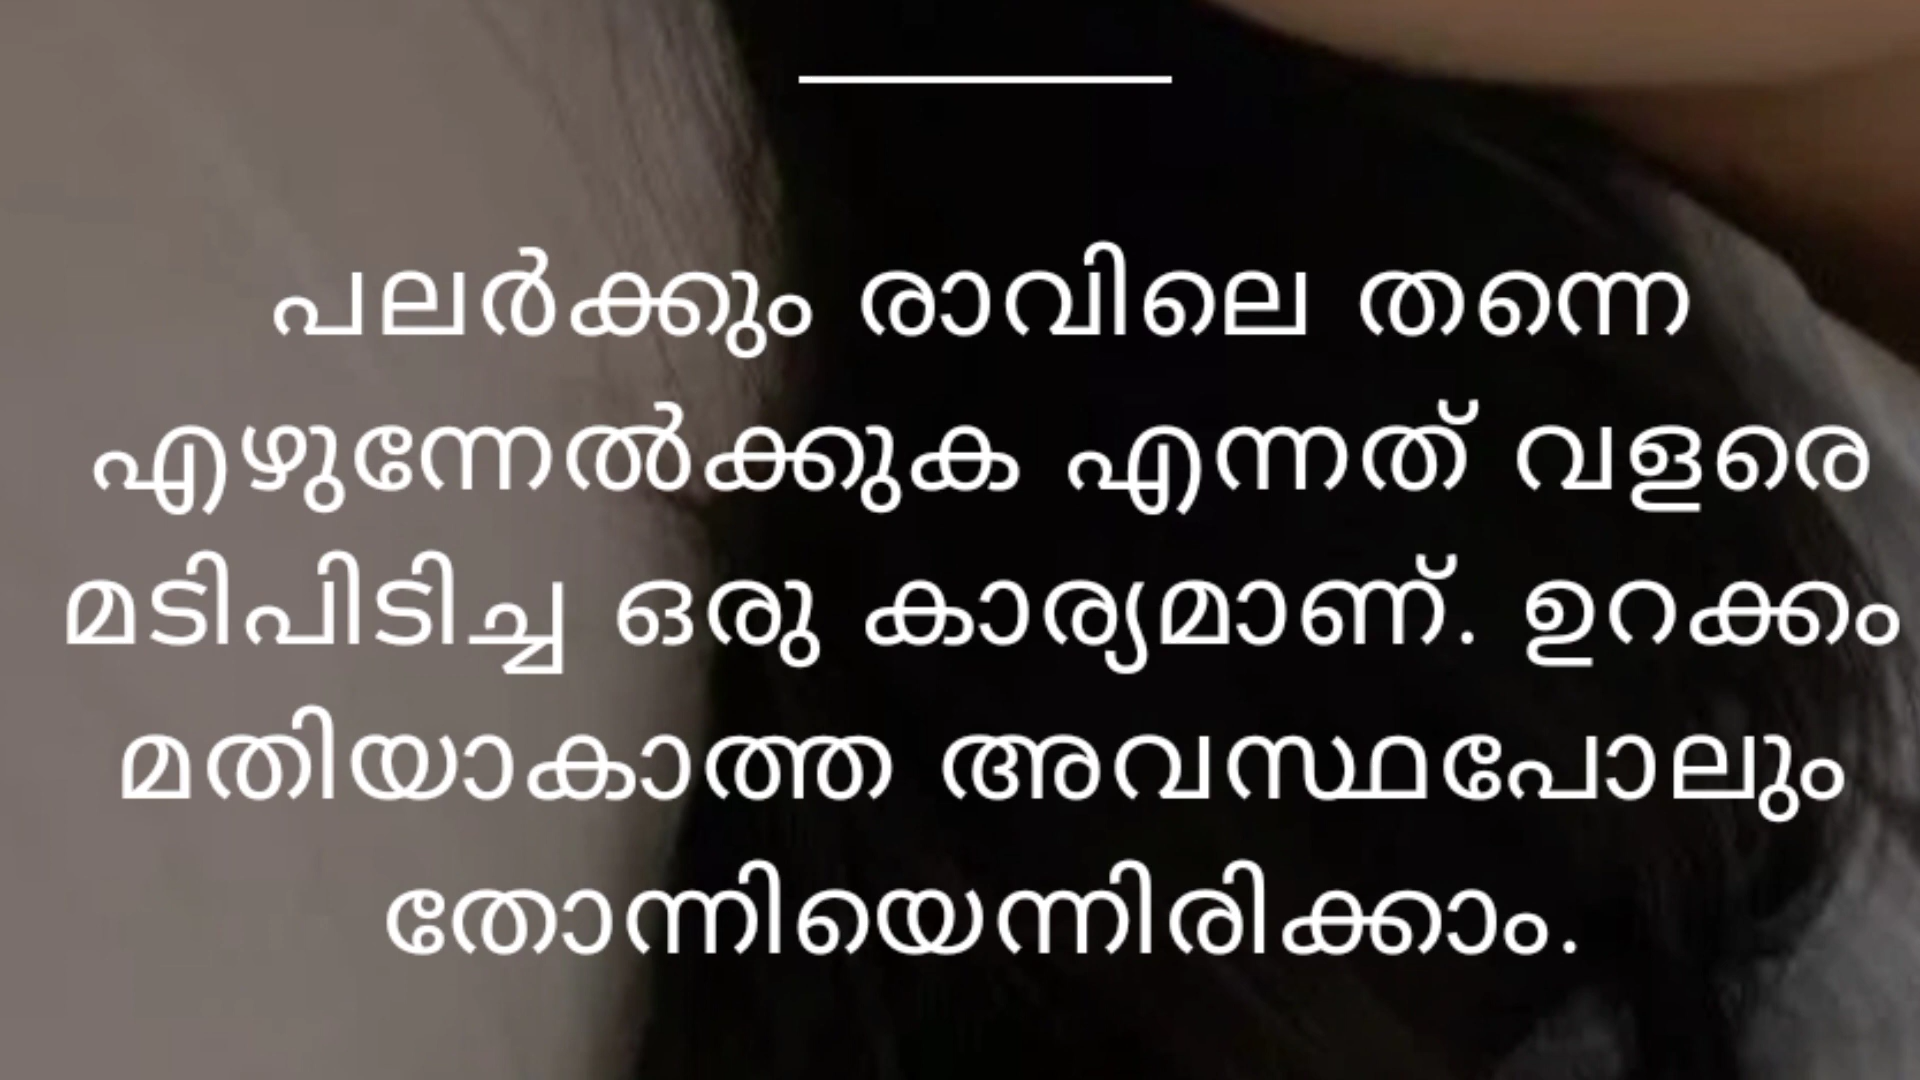 പലർക്കും രാവിലെ തന്നെ
എഴുന്നേൽക്കുക എന്നത് വളരെ
മടിപിടിച്ച ഒരു കാര്യമാണ്. ഉറക്കം
മതിയാകാത്ത അവസ്ഥപോലും
തോന്നിയെന്നിരിക്കാം.